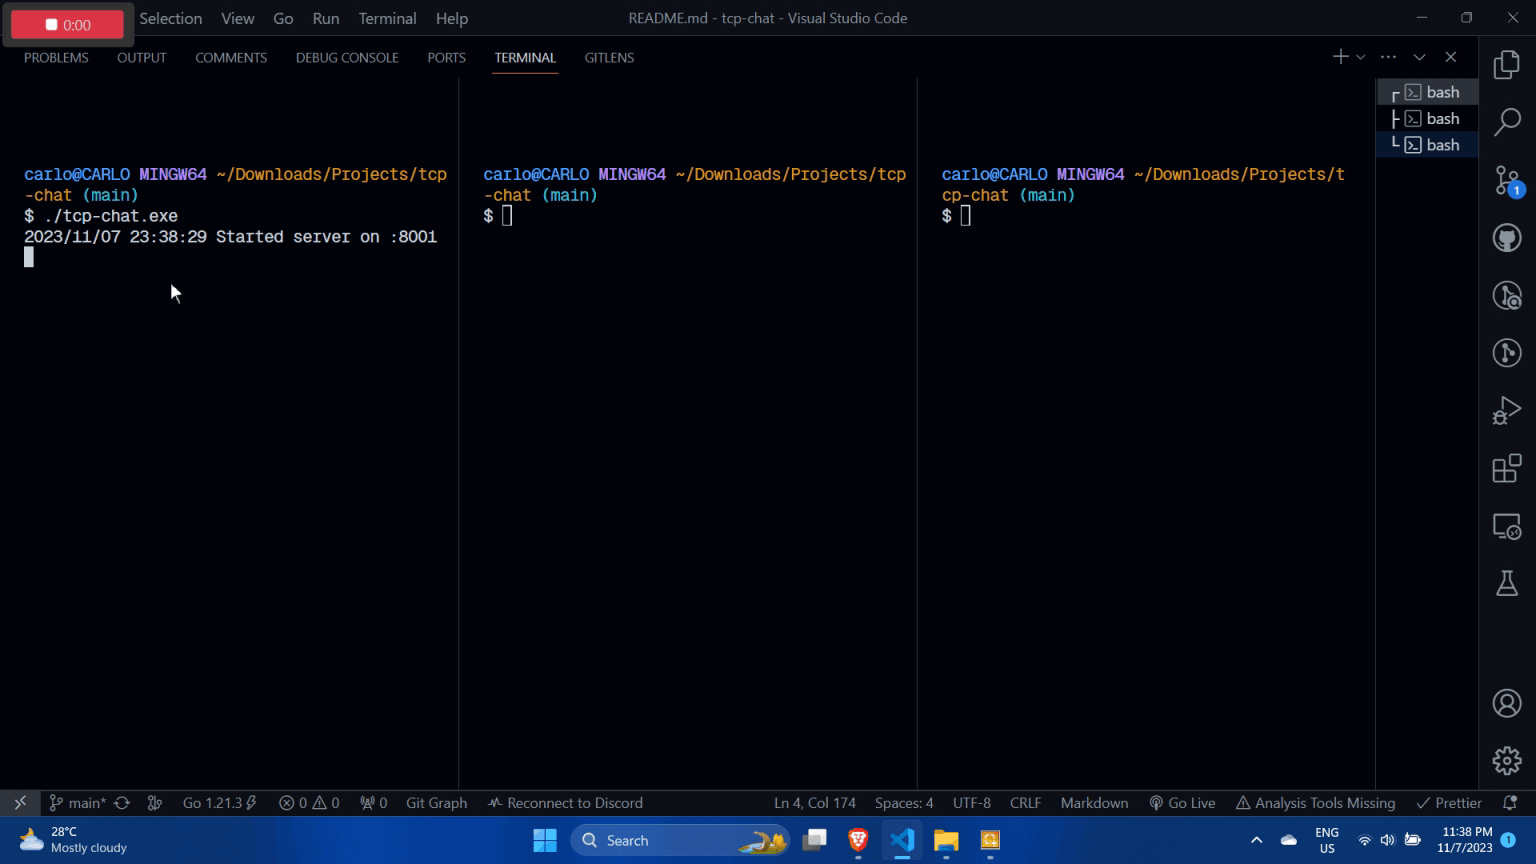 0:00
Selection View Go Run Terminal Help
README.md - tcp-chat - Visual Studio Code
PROBLEMS OUTPUT COMMENTS DEBUG CONSOLE PORTS TERMINAL GITLENS
carlo@CARLO MINGW64 ~/Downloads/Projects/tcp
-chat (main)
$ ./tcp-chat.exe
2023/11/07 23:38:29 Started server on :8001
carlo@CARLO MINGW64 ~/Downloads/Projects/tcp
-chat (main)
$
carlo@CARLO MINGW64 ~/Downloads/Projects/t
cp-chat (main)
$
bash
bash
bash
1
main* Go 1.21.3 0 0 0 Git Graph Reconnect to Discord Ln 4, Col 174 Spaces: 4 UTF-8 CRLF Markdown Go Live Analysis Tools Missing Prettier
28°C
Mostly cloudy
Search
ENG
US
11:38 PM
11/7/2023
1